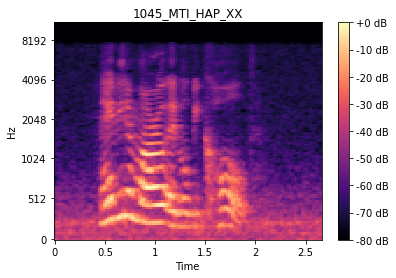 1045_MTI_HAP_XX
+0 dB
8192
-10 dB
4096
-20 dB
-30 dB
2048
Hz
-40 dB
1024
-50 dB
512
-60 dB
-70 dB
0
-80 dB
0 0.5 1 1.5 2 2.5
Time